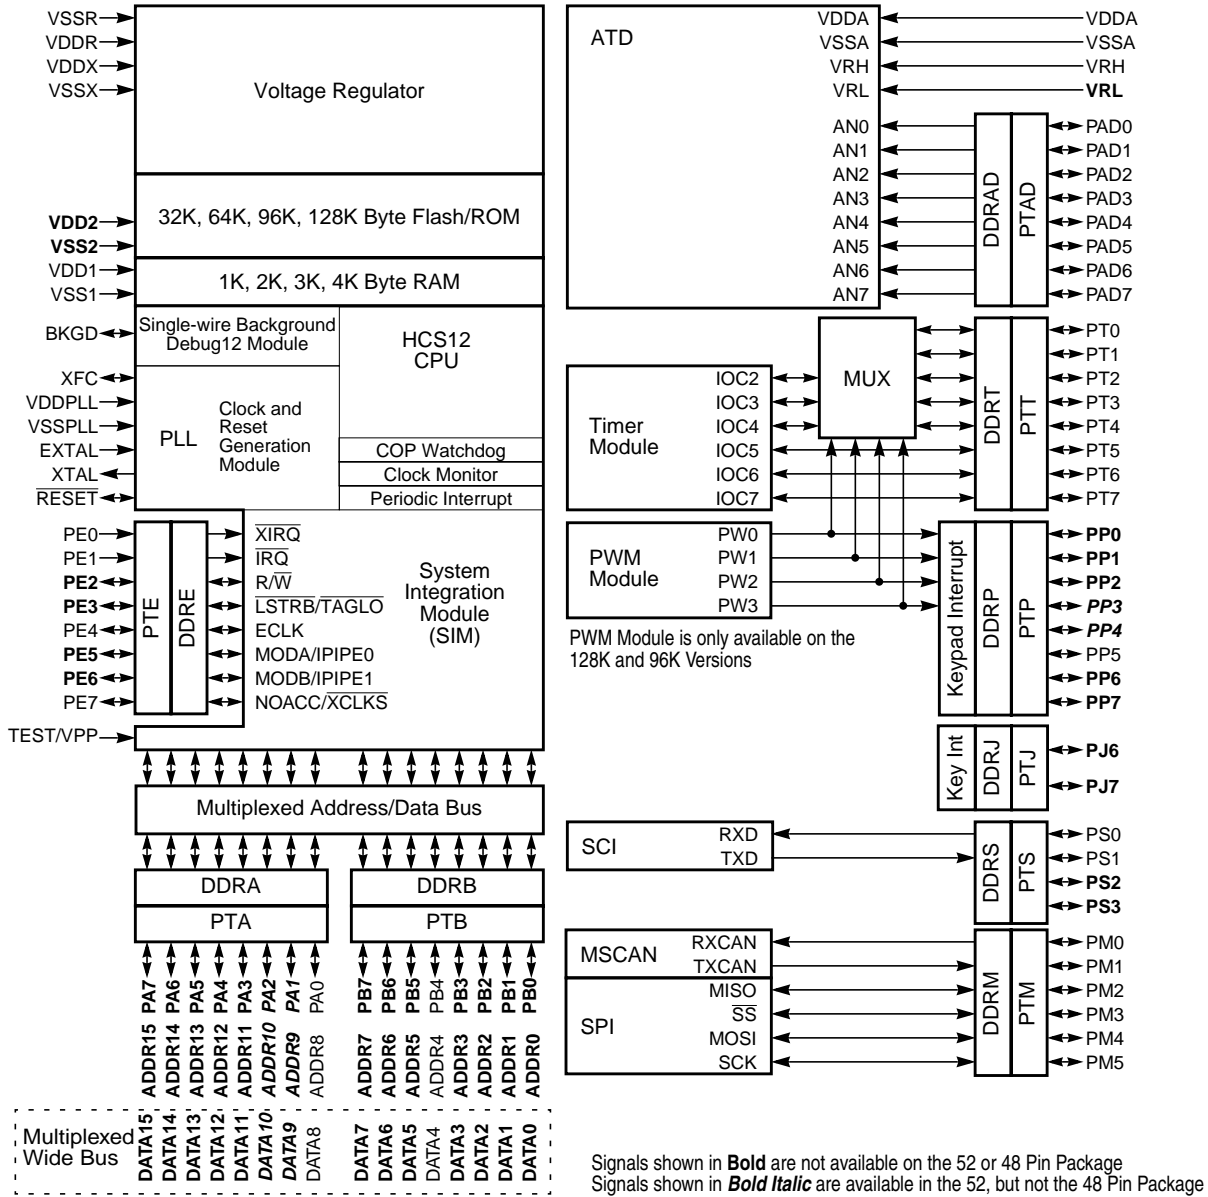 VSSR
VDDR
VDDX
VSSX
Voltage Regulator
VDD2
VSS2
32K, 64K, 96K, 128K Byte Flash/ROM
VDD1
VSS1
1K, 2K, 3K, 4K Byte RAM
BKGD
Single-wire Background
Debug12 Module
HCS12
CPU
XFC
VDDPLL
VSSPLL
EXTAL
XTAL
RESET
PLL
Clock and
Reset
Generation
Module
COP Watchdog
Clock Monitor
Periodic Interrupt
PE0
PE1
PE2
PE3
PE4
PE5
PE6
PE7
PTE
DDRE
XIRQ
IRQ
R/W
LSTRB/TAGLO
ECLK
MODA/IPIPE0
MODB/IPIPE1
NOACC/XCLKS
System
Integration
Module
(SIM)
TEST/VPP
Multiplexed Address/Data Bus
DDRA
DDRB
PTA
PTB
PA7
PA6
PA5
PA4
PA3
PA2
PA1
PA0
PB7
PB6
PB5
PB4
PB3
PB2
PB1
PB0
ADDR15
ADDR14
ADDR13
ADDR12
ADDR11
ADDR10
ADDR9
ADDR8
ADDR7
ADDR6
ADDR5
ADDR4
ADDR3
ADDR2
ADDR1
ADDR0
Multiplexed
Wide Bus
DATA15
DATA14
DATA13
DATA12
DATA11
DATA10
DATA9
DATA8
DATA7
DATA6
DATA5
DATA4
DATA3
DATA2
DATA1
DATA0
ATD
VDDA
VSSA
VRH
VRL
AN0
AN1
AN2
AN3
AN4
AN5
AN6
AN7
DDRAD
PTAD
VDDA
VSSA
VRH
VRL
PAD0
PAD1
PAD2
PAD3
PAD4
PAD5
PAD6
PAD7
Timer
Module
IOC2
IOC3
IOC4
IOC5
IOC6
IOC7
MUX
DDRT
PTT
PT0
PT1
PT2
PT3
PT4
PT5
PT6
PT7
PWM
Module
PW0
PW1
PW2
PW3
PWM Module is only available on the
128K and 96K Versions
Keypad Interrupt
DDRP
PTP
PP0
PP1
PP2
PP3
PP4
PP5
PP6
PP7
Key Int
DDRJ
PTJ
PJ6
PJ7
SCI
RXD
TXD
DDRS
PTS
PS0
PS1
PS2
PS3
MSCAN
RXCAN
TXCAN
SPI
MISO
SS
MOSI
SCK
DDRM
PTM
PM0
PM1
PM2
PM3
PM4
PM5
Signals shown in Bold are not available on the 52 or 48 Pin Package
Signals shown in Bold Italic are available in the 52, but not the 48 Pin Package